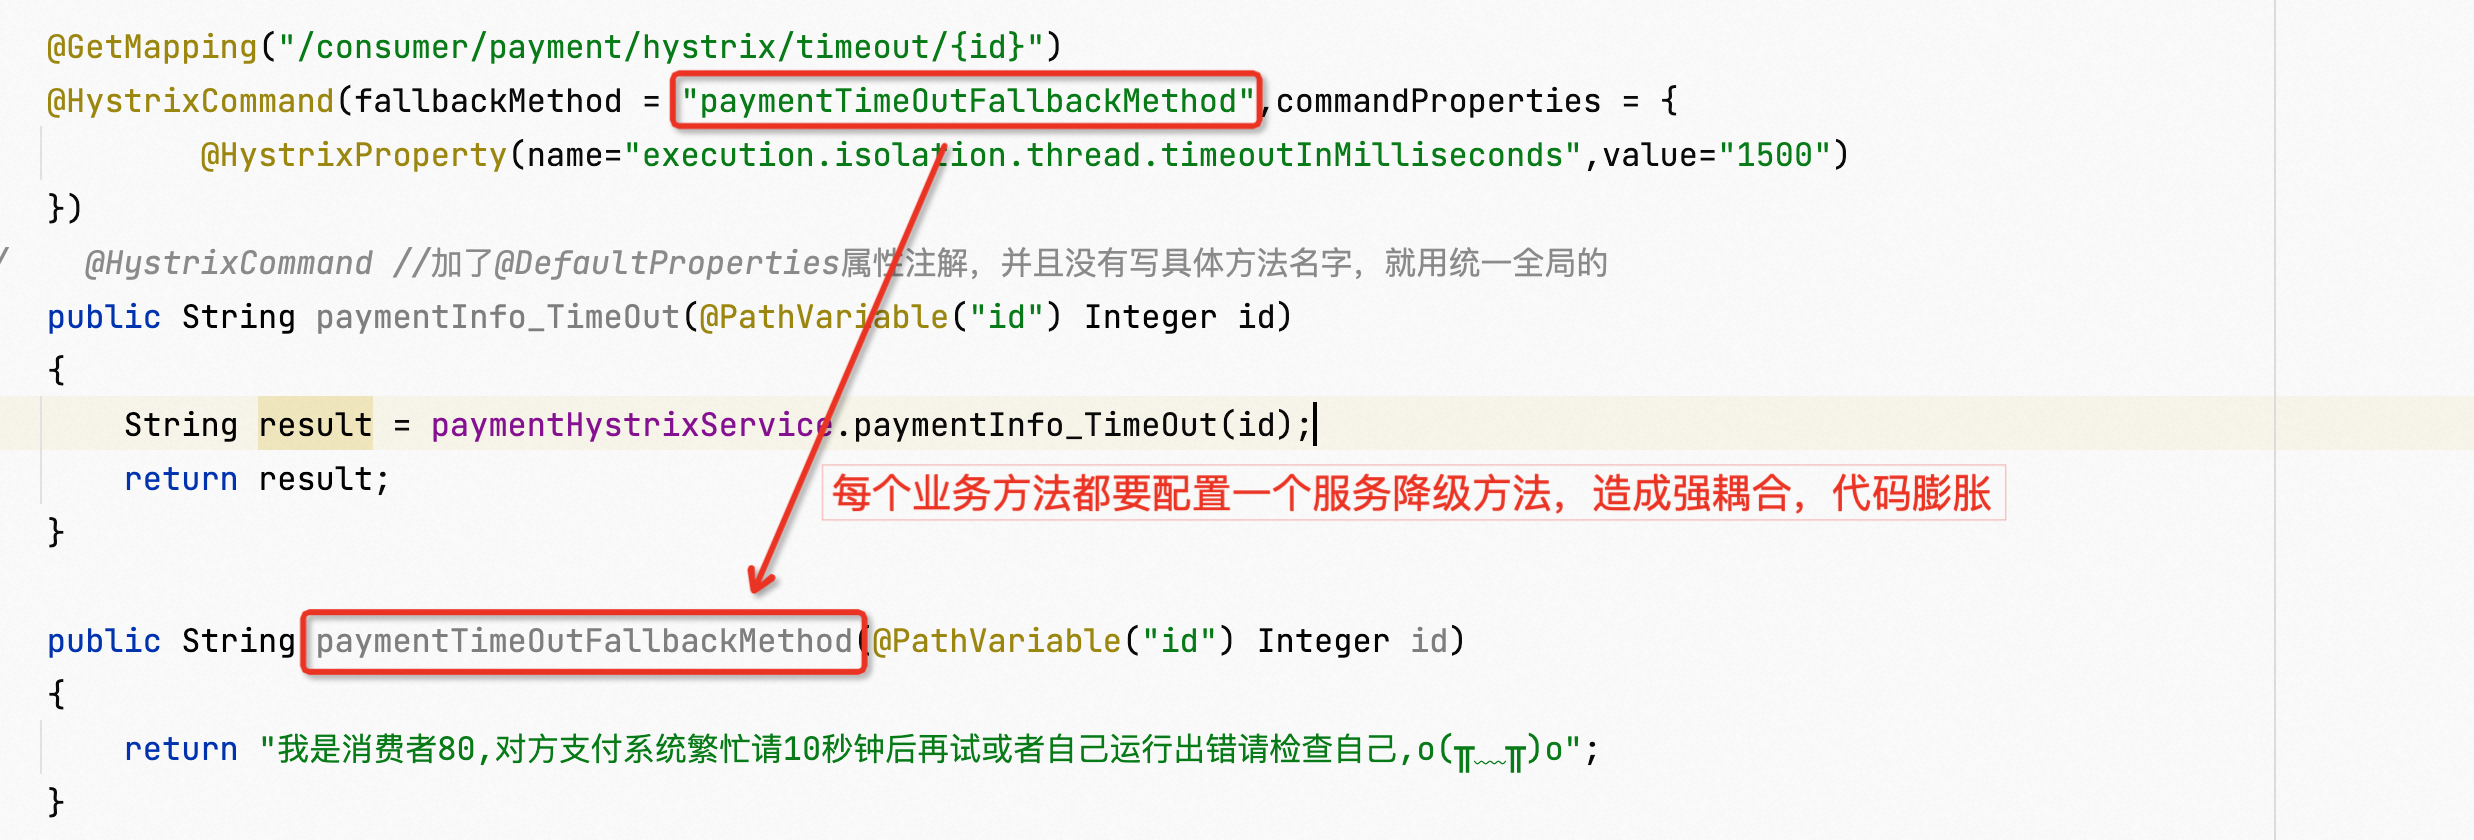 @GetMapping("/consumer/payment/hystrix/timeout/{id}")
@HystrixCommand(fallbackMethod = "paymentTimeOutFallbackMethod",commandProperties = {
@HystrixProperty(name="execution.isolation.thread.timeoutInMilliseconds",value="1500")
})
/ @HystrixCommand //加了@DefaultProperties属性注解，并且没有写具体方法名字，就用统一全局的
public String paymentInfo_TimeOut(@PathVariable("id") Integer id)
{
String result = paymentHystrixService.paymentInfo_TimeOut(id);
return result;
每个业务方法都要配置一个服务降级方法，造成强耦合，代码膨胀
}
public String paymentTimeOutFallbackMethod(@PathVariable("id") Integer id)
{
return "我是消费者80,对方支付系统繁忙请10秒钟后再试或者自己运行出错请检查自己,o(╥﹏╥)o";
}